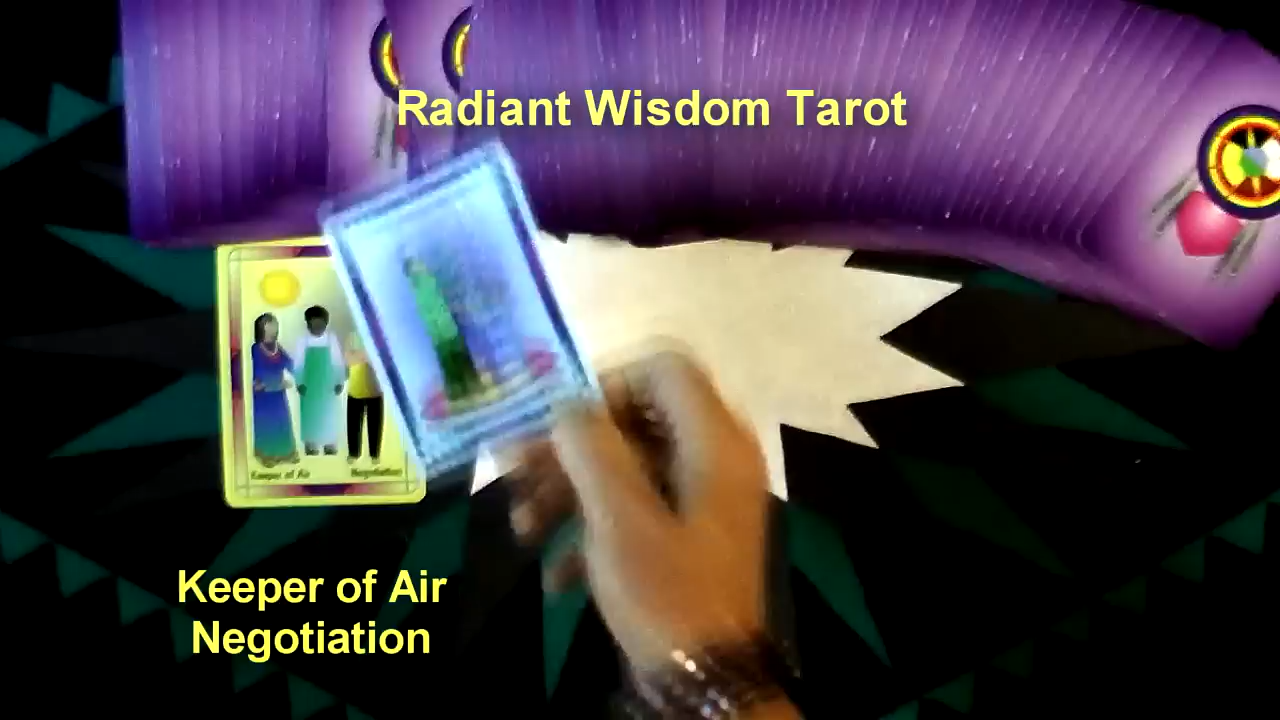 Radiant Wisdom Tarot
Keeper of Air Negotiation
Keeper of Air
Negotiation